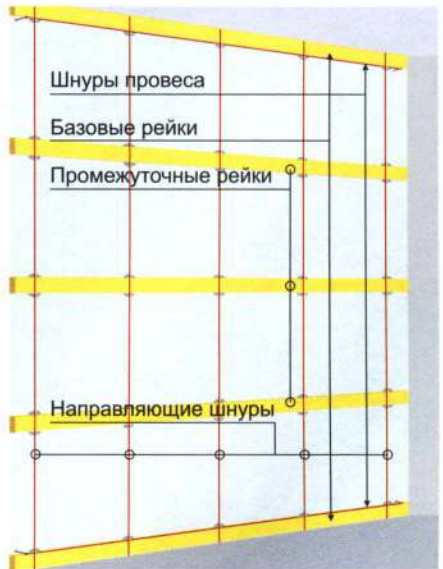 Шнуры провеса
Базовые рейки
Промежуточные рейки
Направляющие шнуры